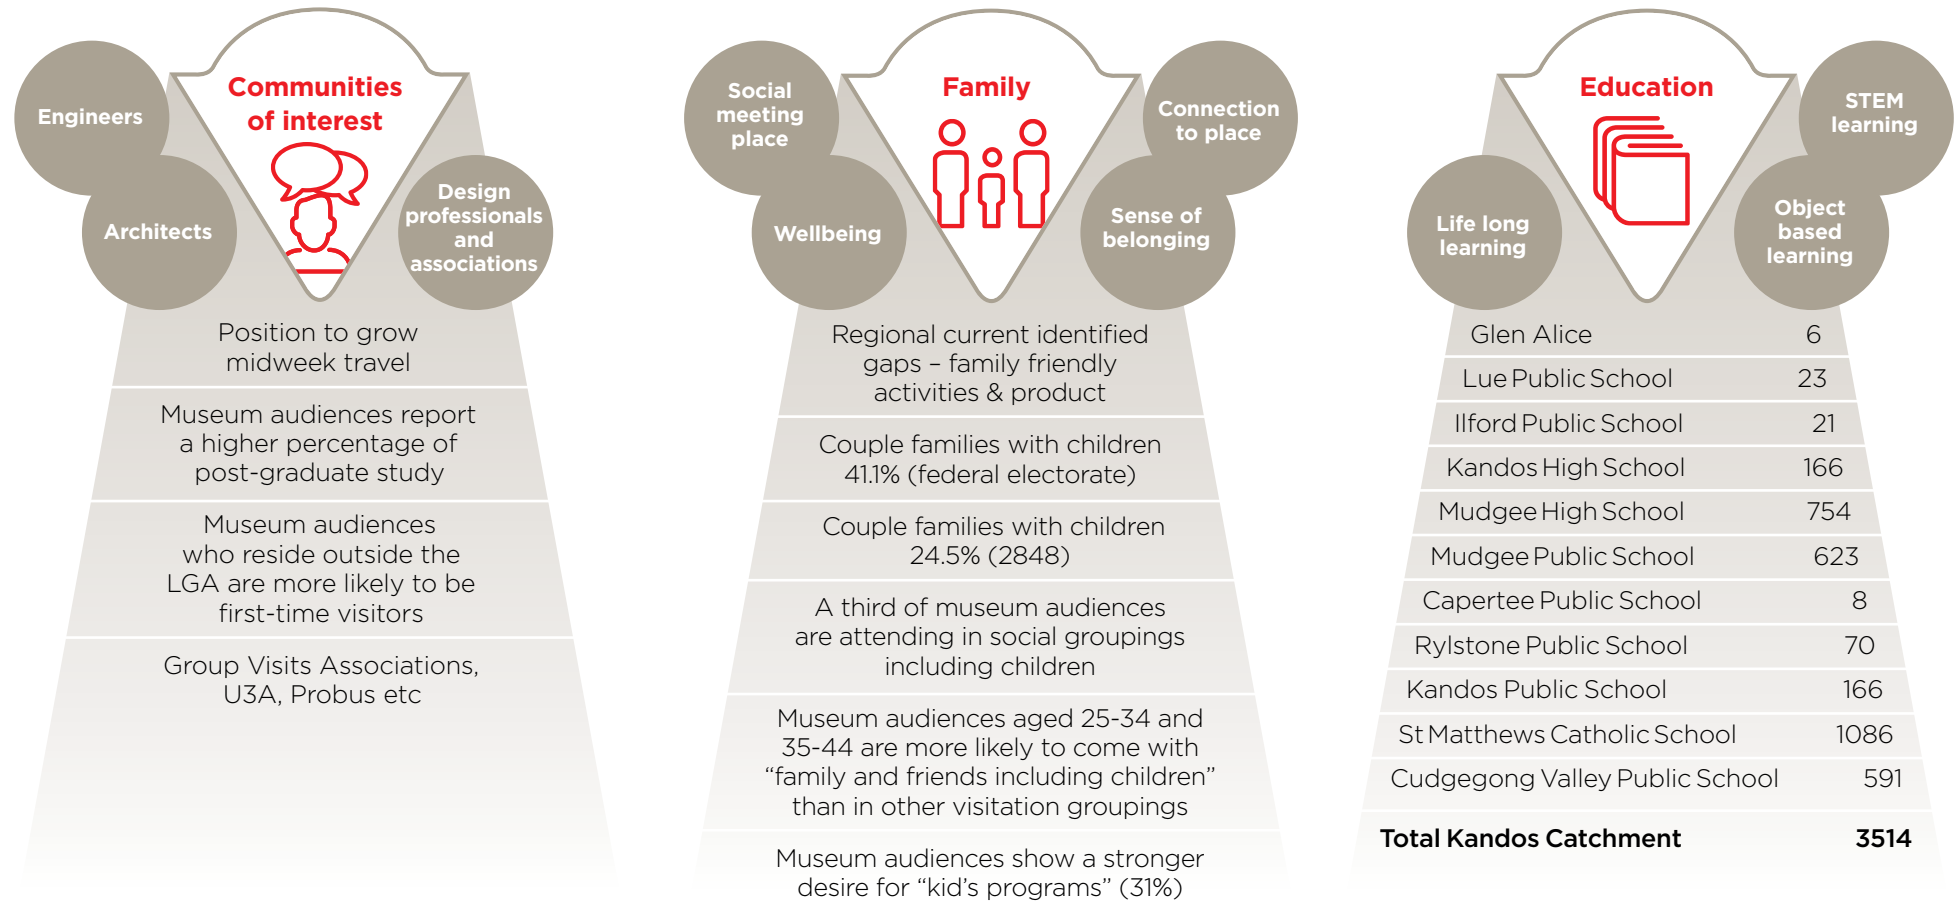 Communities
of interest
Engineers
Architects
Design
professionals
and
associations
Position to grow
midweek travel
Museum audiences report
a higher percentage of
post-graduate study
Museum audiences
who reside outside the
LGA are more likely to be
first-time visitors
Group Visits Associations,
U3A, Probus etc
Family
Social
meeting
place
Wellbeing
Connection
to place
Sense of
belonging
Regional current identified
gaps – family friendly
activities & product
Couple families with children
41.1% (federal electorate)
Couple families with children
24.5% (2848)
A third of museum audiences
are attending in social groupings
including children
Museum audiences aged 25-34 and
35-44 are more likely to come with
“family and friends including children”
than in other visitation groupings
Museum audiences show a stronger
desire for “kid’s programs” (31%)
Education
Life long
learning
STEM
learning
Object
based
learning
Glen Alice 6
Lue Public School 23
Ilford Public School 21
Kandos High School 166
Mudgee High School 754
Mudgee Public School 623
Capertee Public School 8
Rylstone Public School 70
Kandos Public School 166
St Matthews Catholic School 1086
Cudgegong Valley Public School 591
Total Kandos Catchment 3514